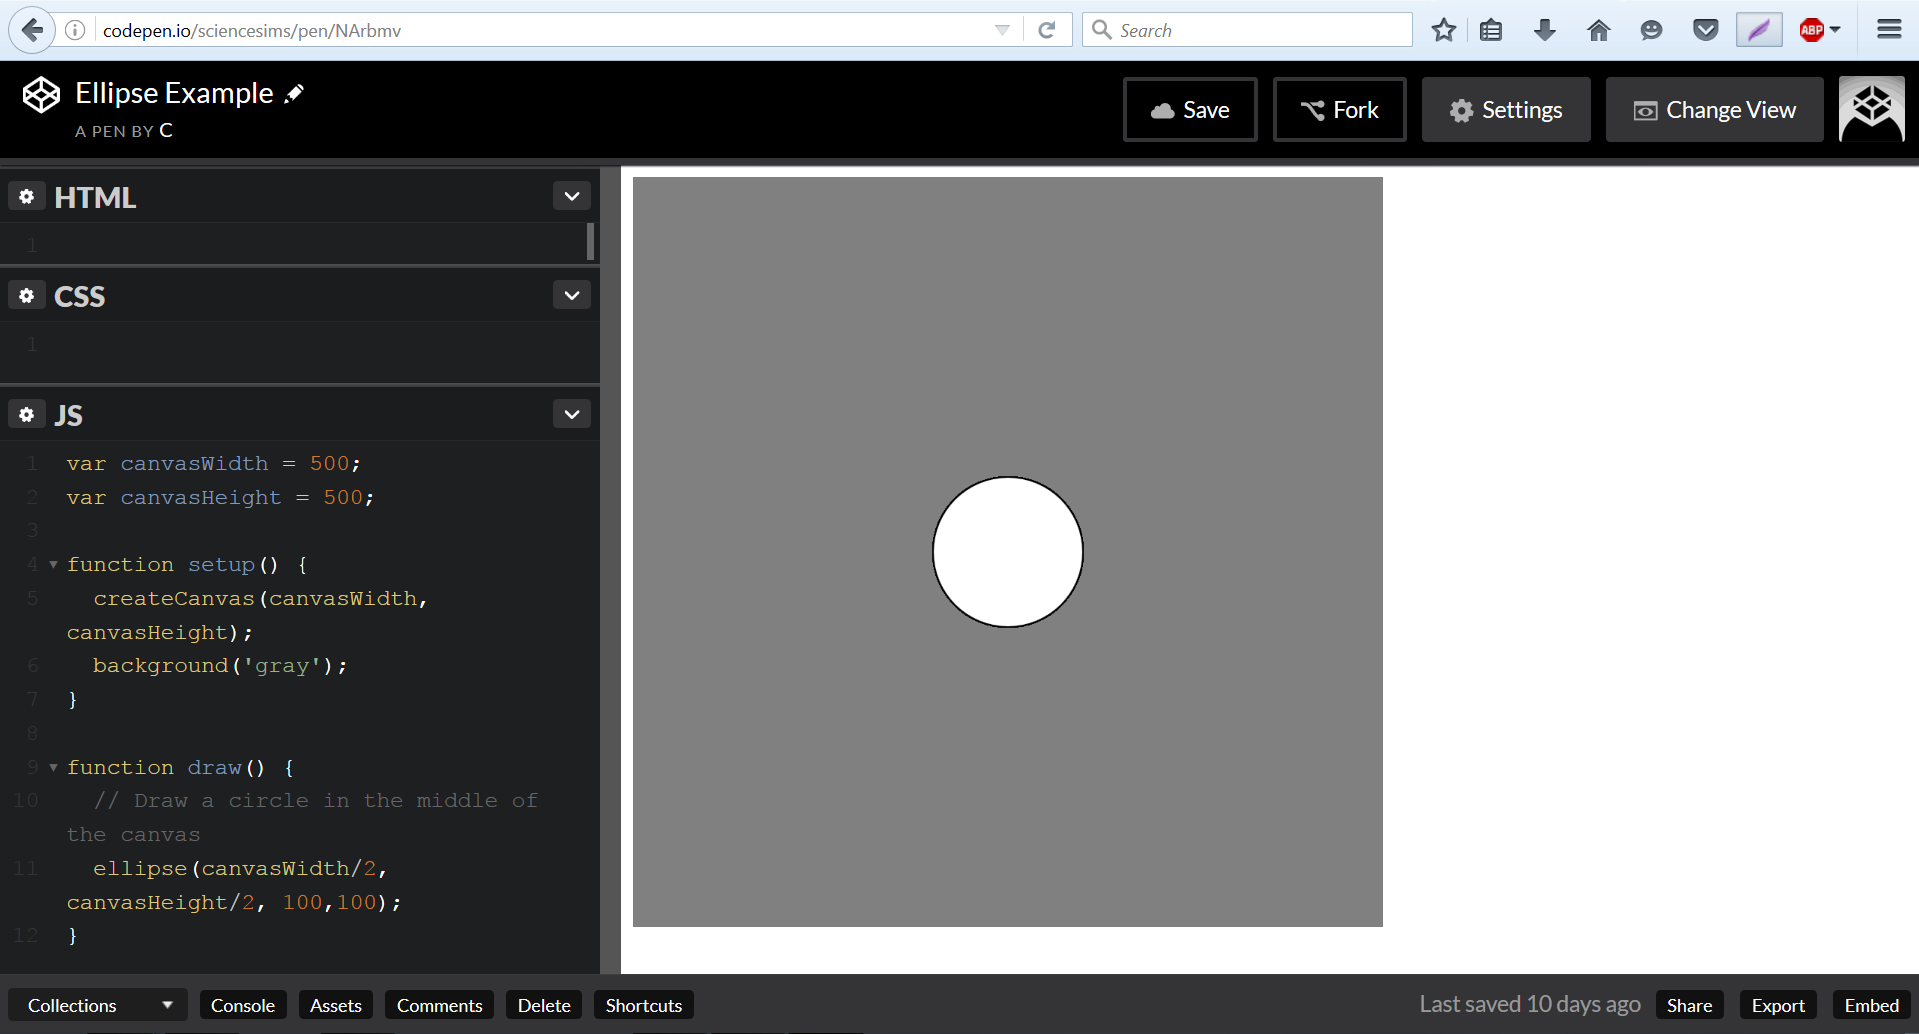 codepen.io/sciencesims/pen/NArbmv
Search
ABP
Ellipse Example
A PEN BY C
Save
Fork
Settings
Change View
HTML
1
CSS
1
JS
1 var canvasWidth = 500;
2 var canvasHeight = 500;
3
4 function setup() {
5 createCanvas(canvasWidth,
canvasHeight);
6 background('gray');
7 }
8
9 function draw() {
10 // Draw a circle in the middle of
the canvas
11 ellipse(canvasWidth/2,
canvasHeight/2, 100,100);
12 }
Collections
Console
Assets
Comments
Delete
Shortcuts
Last saved 10 days ago
Share
Export
Embed